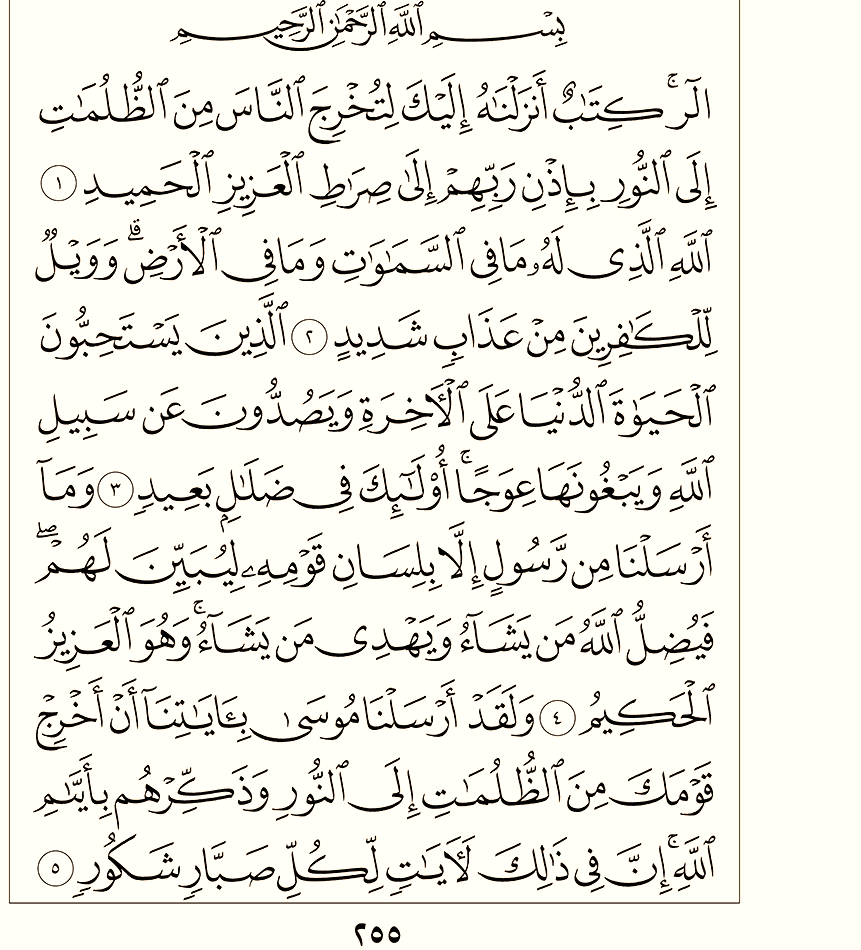 بِسْمِ ٱللَّهِ ٱلرَّحْمَٰنِ ٱلرَّحِيمِ
الٓرۚ كِتَٰبٌ أَنزَلْنَٰهُ إِلَيْكَ لِتُخْرِجَ ٱلنَّاسَ مِنَ ٱلظُّلُمَٰتِ
إِلَى ٱلنُّورِ بِإِذْنِ رَبِّهِمْ إِلَىٰ صِرَٰطِ ٱلْعَزِيزِ ٱلْحَمِيدِ ١
ٱللَّهِ ٱلَّذِى لَهُۥ مَا فِى ٱلسَّمَٰوَٰتِ وَمَا فِى ٱلْأَرْضِۗ وَوَيْلٌ
لِّلْكَٰفِرِينَ مِنْ عَذَابٍ شَدِيدٍ ٢ ٱلَّذِينَ يَسْتَحِبُّونَ
ٱلْحَيَوٰةَ ٱلدُّنْيَا عَلَى ٱلْأَخِرَةِ وَيَصُدُّونَ عَن سَبِيلِ
ٱللَّهِ وَيَبْغُونَهَا عِوَجًاۚ أُو۟لَٰٓئِكَ فِى ضَلَٰلٍۭ بَعِيدٍ ٣ وَمَآ
أَرْسَلْنَا مِن رَّسُولٍ إِلَّا بِلِسَانِ قَوْمِهِۦ لِيُبَيِّنَ لَهُمْۖ
فَيُضِلُّ ٱللَّهُ مَن يَشَآءُ وَيَهْدِى مَن يَشَآءُۚ وَهُوَ ٱلْعَزِيزُ
ٱلْحَكِيمُ ٤ وَلَقَدْ أَرْسَلْنَا مُوسَىٰ بِـَٔايَٰتِنَآ أَنْ أَخْرِجْ
قَوْمَكَ مِنَ ٱلظُّلُمَٰتِ إِلَى ٱلنُّورِ وَذَكِّرْهُم بِأَيَّىٰمِ
ٱللَّهِۚ إِنَّ فِى ذَٰلِكَ لَأَيَٰتٍ لِّكُلِّ صَبَّارٍ شَكُورٍ ٥
٢٥٥